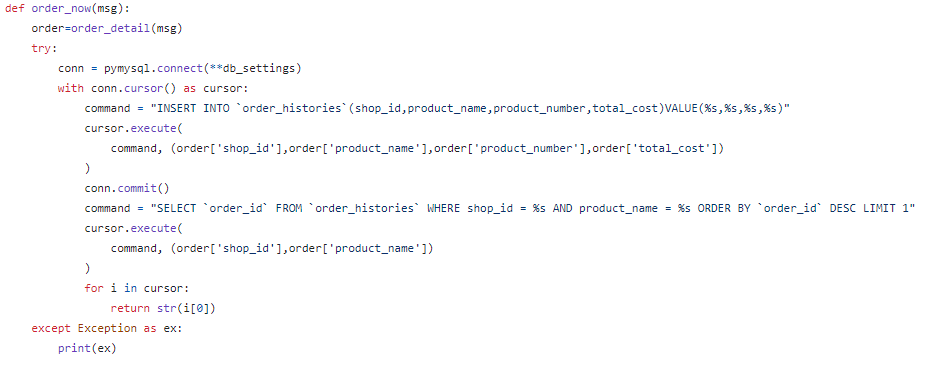 def order_now(msg):
    order=order_detail(msg)
    try:
        conn = pymysql.connect(**db_settings)
        with conn.cursor() as cursor:
            command = "INSERT INTO `order_histories`(shop_id,product_name,product_number,total_cost)VALUE(%s,%s,%s,%s)"
            cursor.execute(
                command, (order['shop_id'],order['product_name'],order['product_number'],order['total_cost'])
            )
            conn.commit()
            command = "SELECT `order_id` FROM `order_histories` WHERE shop_id = %s AND product_name = %s ORDER BY `order_id` DESC LIMIT 1"
            cursor.execute(
                command, (order['shop_id'],order['product_name'])
            )
            for i in cursor:
                return str(i[0])
    except Exception as ex:
        print(ex)